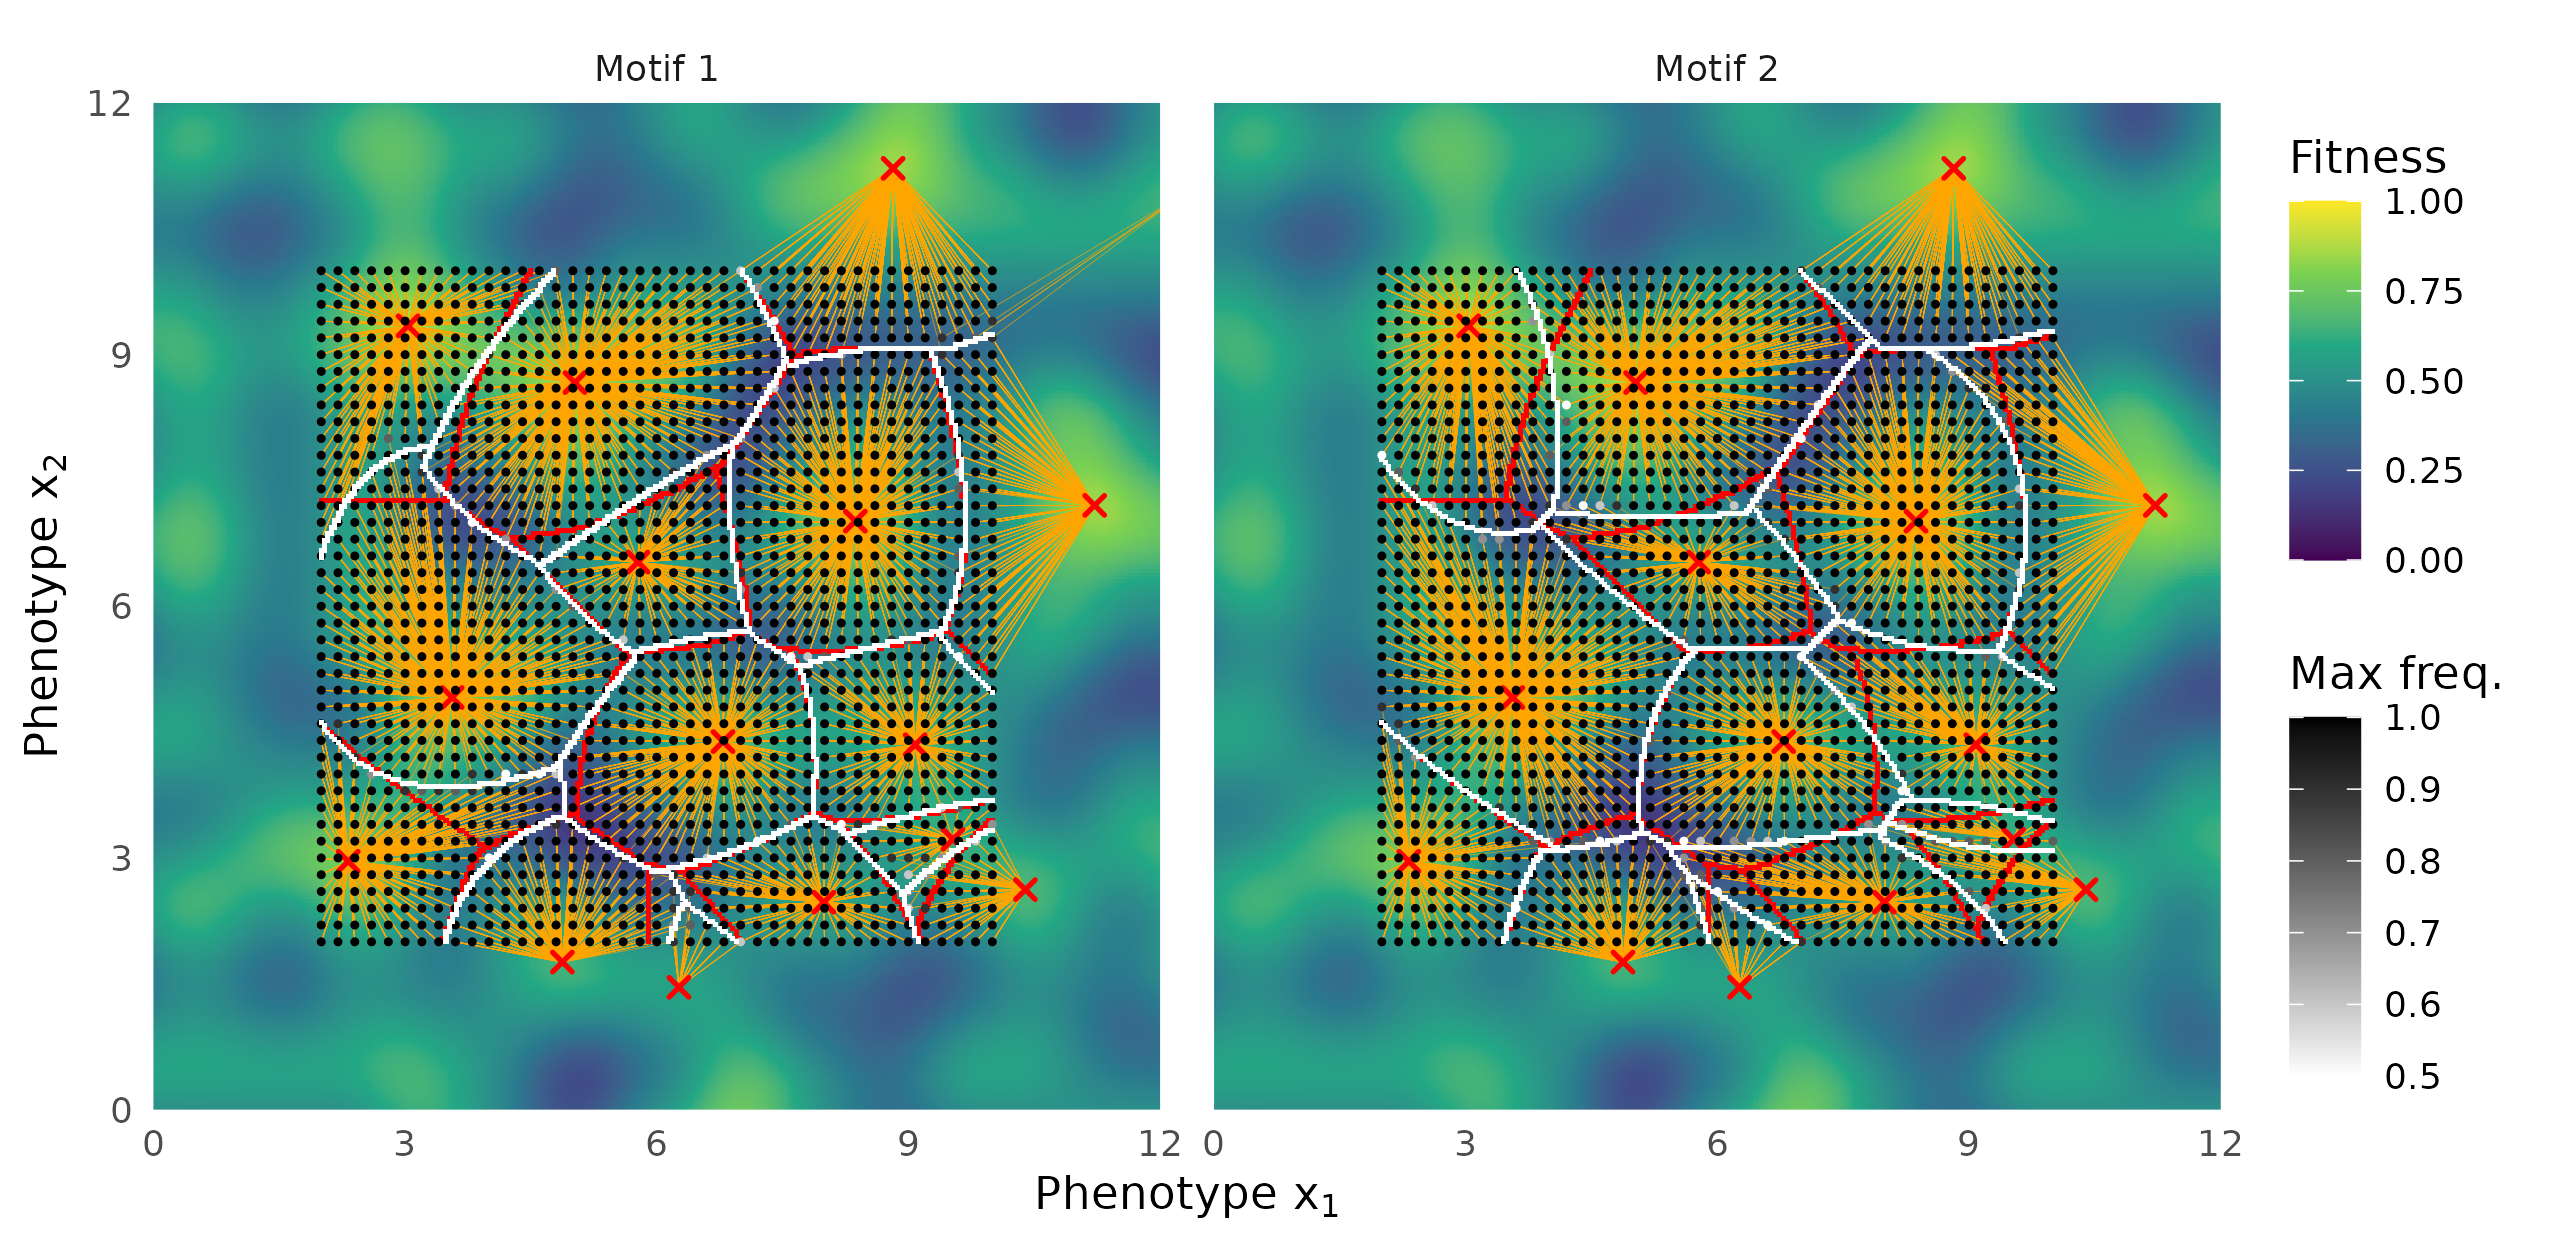 Motif 1
Motif 2
12
9
6
3
0
Phenotype x₂
0 3 6 9 12
0 3 6 9 12
Phenotype x₁
Fitness
1.00
0.75
0.50
0.25
0.00
Max freq.
1.0
0.9
0.8
0.7
0.6
0.5